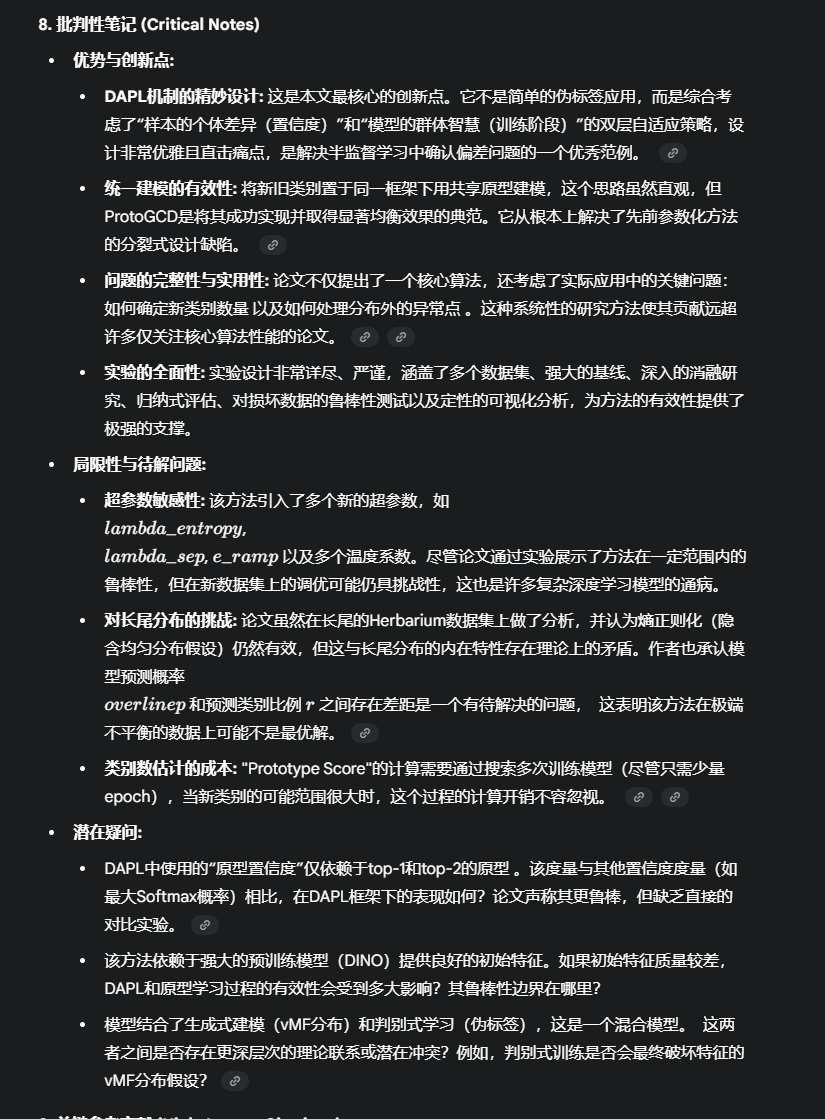 8. 批判性笔记 (Critical Notes)
• 优势与创新点:
• DAPL机制的精妙设计: 这是本文最核心的创新点。它不是简单的伪标签应用，而是综合考
虑了“样本的个体差异（置信度）”和“模型的群体智慧（训练阶段）”的双层自适应策略，设
计非常优雅且直击痛点，是解决半监督学习中确认偏差问题的一个优秀范例。
• 统一建模的有效性: 将新旧类别置于同一框架下用共享原型建模，这个思路虽然直观，但
ProtoGCD是将其成功实现并取得显著均衡效果的典范。它从根本上解决了先前参数化方法
的分裂式设计缺陷。
• 问题的完整性与实用性: 论文不仅提出了一个核心算法，还考虑了实际应用中的关键问题：
如何确定新类别数量 以及如何处理分布外的异常点 。这种系统性的研究方法使其贡献远超
许多仅关注核心算法性能的论文。
• 实验的全面性: 实验设计非常详尽、严谨，涵盖了多个数据集、强大的基线、深入的消融研
究、归纳式评估、对损坏数据的鲁棒性测试以及定性的可视化分析，为方法的有效性提供了
极强的支撑。
• 局限性与待解问题:
• 超参数敏感性: 该方法引入了多个新的超参数，如
lambda_entropy,
lambda_sep, e_ramp 以及多个温度系数。尽管论文通过实验展示了方法在一定范围内的
鲁棒性，但在新数据集上的调优可能仍具挑战性，这也是许多复杂深度学习模型的通病。
• 对长尾分布的挑战: 论文虽然在长尾的Herbarium数据集上做了分析，并认为熵正则化（隐
含均匀分布假设）仍然有效，但这与长尾分布的内在特性存在理论上的矛盾。作者也承认模
型预测概率
overlinep 和预测类别比例 r 之间存在差距是一个有待解决的问题， 这表明该方法在极端
不平衡的数据上可能不是最优解。
• 类别数估计的成本: "Prototype Score"的计算需要通过搜索多次训练模型（尽管只需少量
epoch），当新类别的可能范围很大时，这个过程的计算开销不容忽视。
• 潜在疑问:
• DAPL中使用的“原型置信度”仅依赖于top-1和top-2的原型 。该度量与其他置信度度量（如
最大Softmax概率）相比，在DAPL框架下的表现如何？论文声称其更鲁棒，但缺乏直接的
对比实验。
• 该方法依赖于强大的预训练模型（DINO）提供良好的初始特征。如果初始特征质量较差，
DAPL和原型学习过程的有效性会受到多大影响？其鲁棒性边界在哪里？
• 模型结合了生成式建模（vMF分布）和判别式学习（伪标签），这是一个混合模型。 这两
者之间是否存在更深层次的理论联系或潜在冲突？例如，判别式训练是否会最终破坏特征的
vMF分布假设？